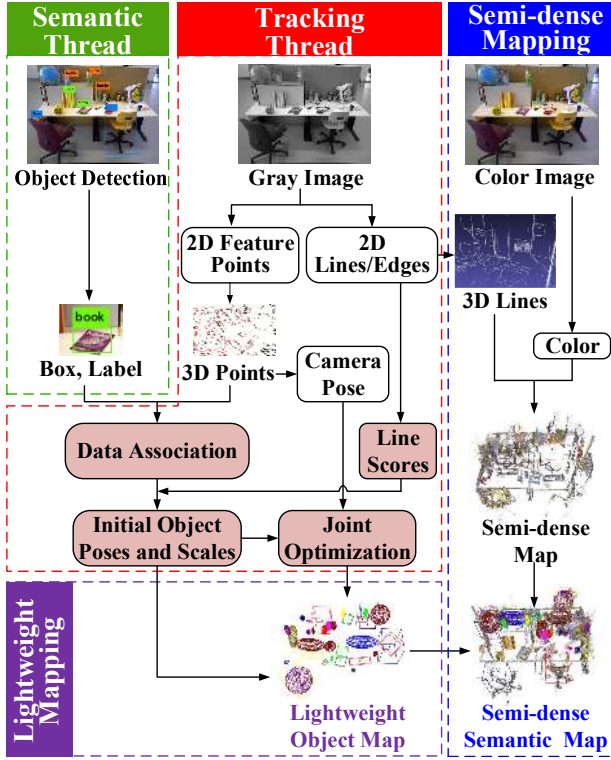 Semantic
Thread
Tracking
Thread
Semi-dense
Mapping
Object Detection
Gray Image
Color Image
2D Feature
Points
2D
Lines/Edges
3D Lines
book
Box, Label
3D Points
Camera
Pose
Color
Data Association
Line
Scores
Initial Object
Poses and Scales
Joint
Optimization
Semi-dense
Map
Lightweight
Mapping
Lightweight
Object Map
Semi-dense
Semantic Map